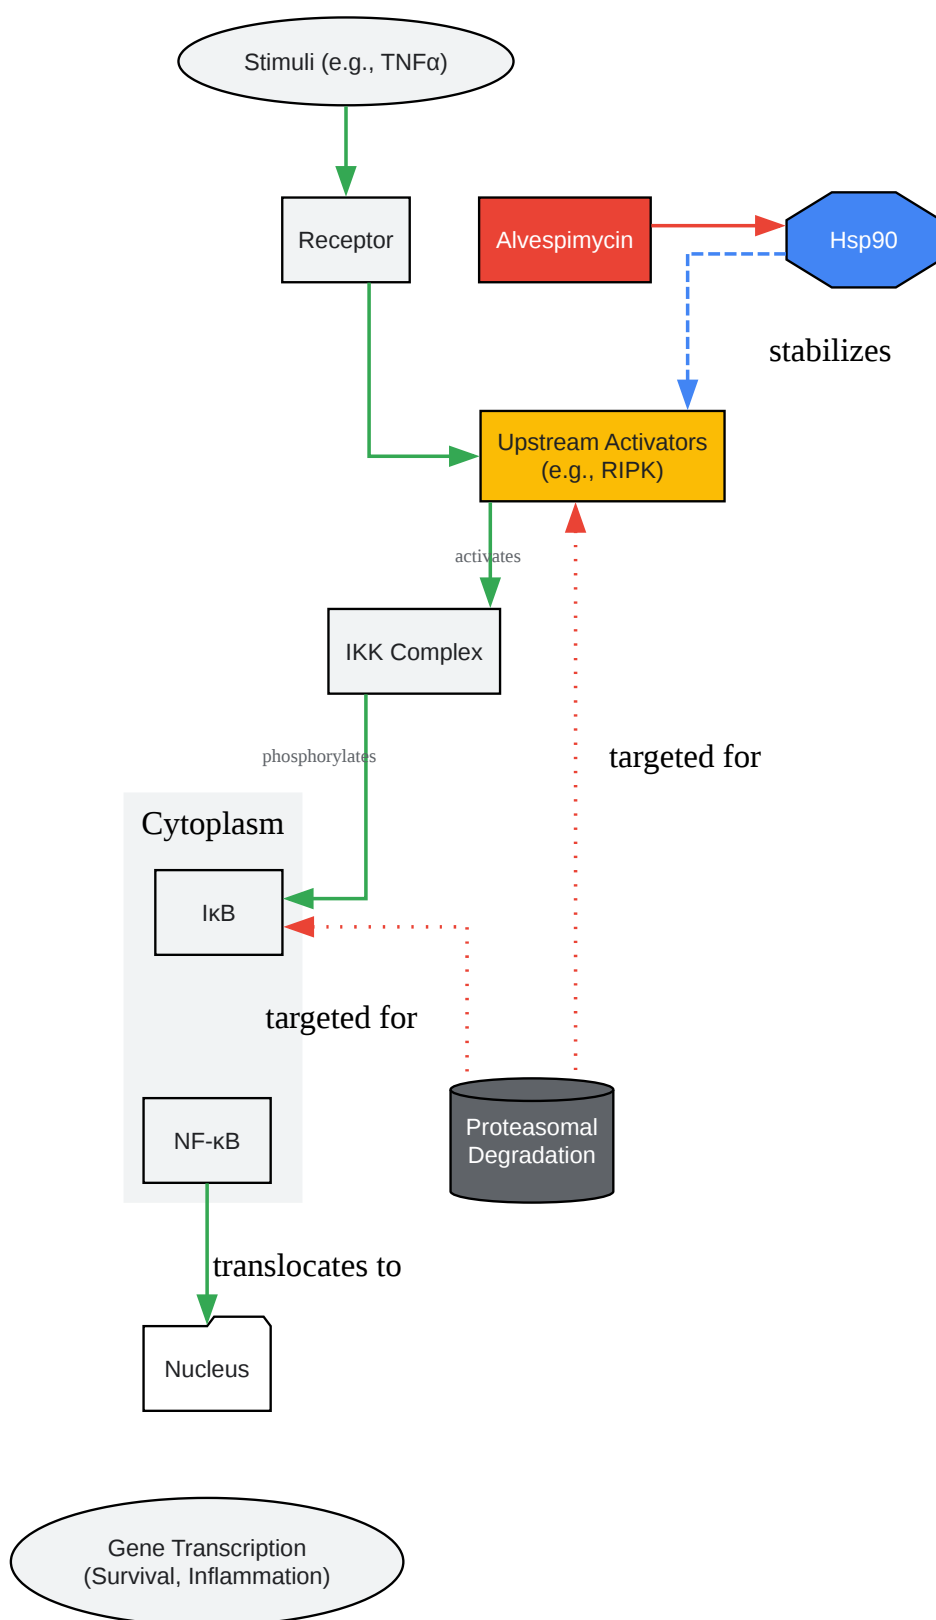 Stimuli (e.g., TNFα)
Receptor
Alvespimycin
Hsp90
stabilizes
Upstream Activators
(e.g., RIPK)
activates
IKK Complex
phosphorylates
targeted for
Cytoplasm
IκB
targeted for
NF-κB
Proteasomal
Degradation
translocates to
Nucleus
Gene Transcription
(Survival, Inflammation)